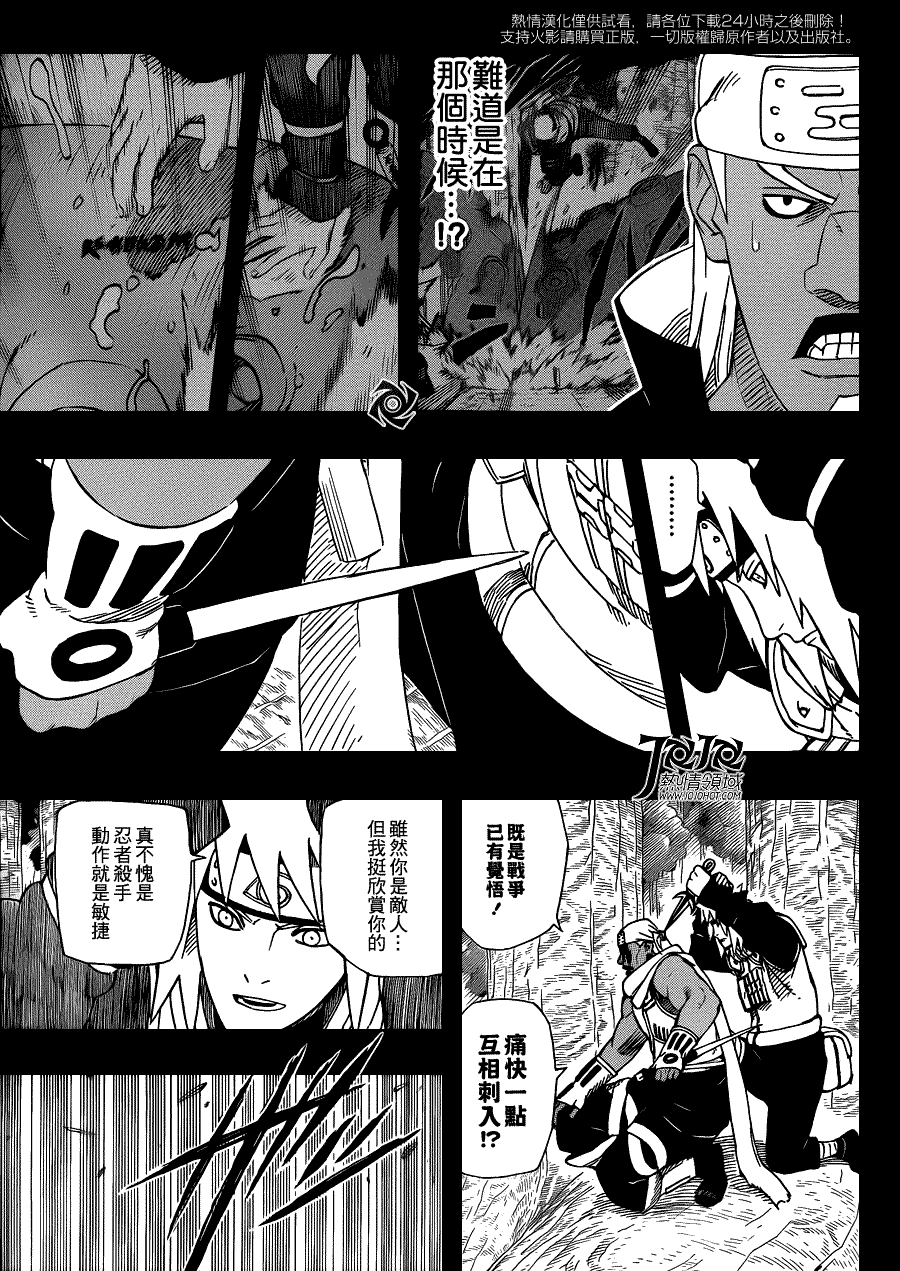 熱情漢化僅供試看，請各位下載24小時之後刪除！
支持火影請購買正版，一切版權歸原作者以及出版社。
難道是在
那個時候…!?
………
JOJO
熱情領域
WWW.JOJOHOT.COM
既是戰爭
已有覺悟！
痛快一點
互相刺入!?
雖然你是敵人…
但我挺欣賞你的
真不愧是
忍者殺手
動作就是敏捷